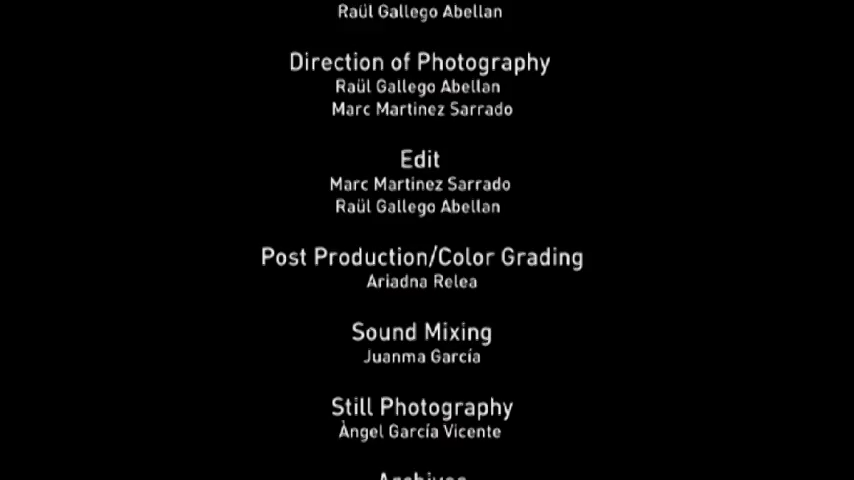 Raül Gallego Abellan
Direction of Photography
Raül Gallego Abellan
Marc Martinez Sarrado
Edit
Marc Martinez Sarrado
Raül Gallego Abellan
Post Production/Color Grading
Ariadna Relea
Sound Mixing
Juanma García
Still Photography
Àngel García Vicente
Archives